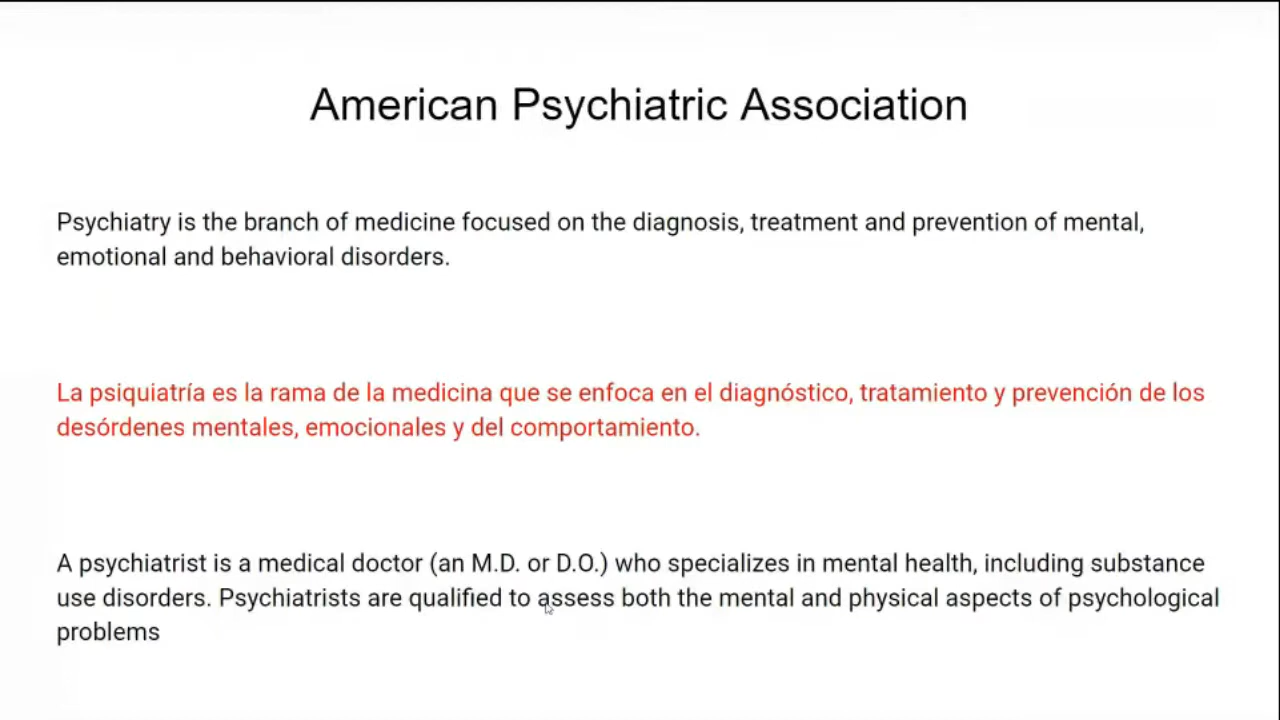 American Psychiatric Association
Psychiatry is the branch of medicine focused on the diagnosis, treatment and prevention of mental,
emotional and behavioral disorders.
La psiquiatría es la rama de la medicina que se enfoca en el diagnóstico, tratamiento y prevención de los
desórdenes mentales, emocionales y del comportamiento.
A psychiatrist is a medical doctor (an M.D. or D.O.) who specializes in mental health, including substance
use disorders. Psychiatrists are qualified to assess both the mental and physical aspects of psychological
problems